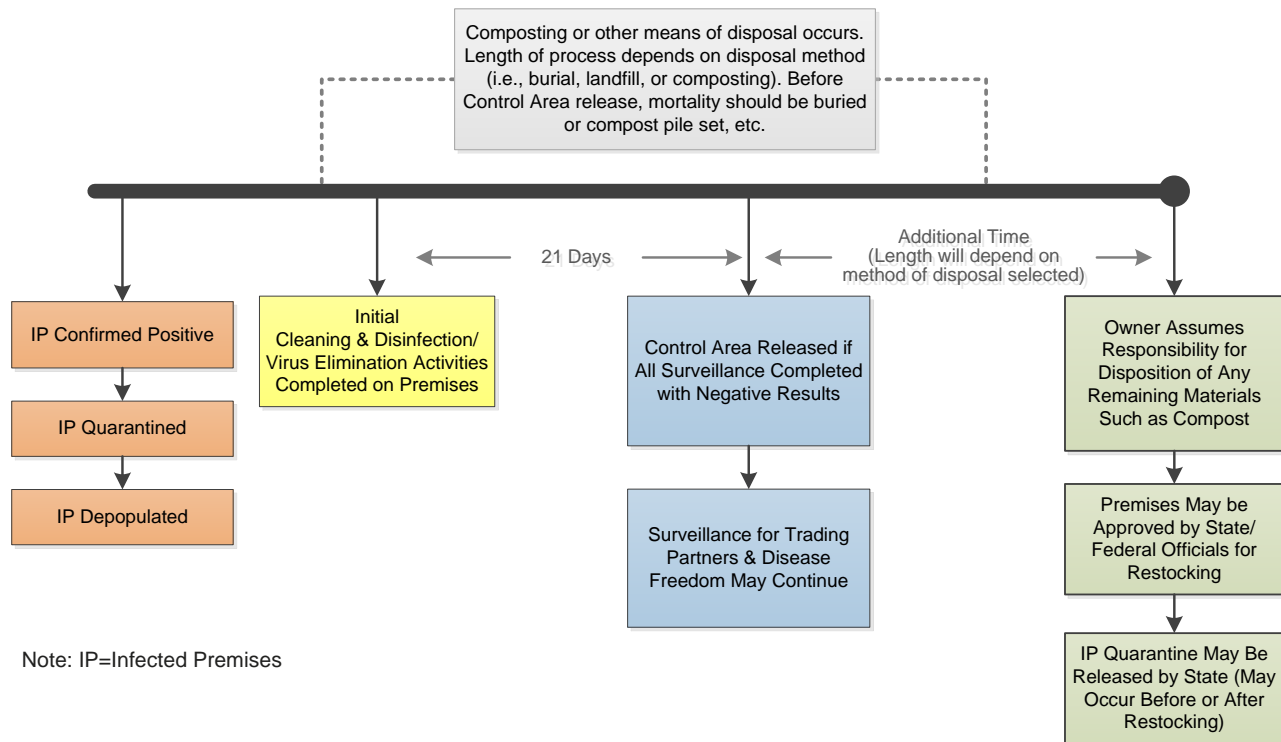 Composting or other means of disposal occurs.
Length of process depends on disposal method
(i.e., burial, landfill, or composting). Before
Control Area release, mortality should be buried
or compost pile set, etc.
21 Days
Additional Time
(Length will depend on
method of disposal selected)
IP Confirmed Positive
IP Quarantined
IP Depopulated
Initial
Cleaning & Disinfection/
Virus Elimination Activities
Completed on Premises
Control Area Released if
All Surveillance Completed
with Negative Results
Surveillance for Trading
Partners & Disease
Freedom May Continue
Owner Assumes
Responsibility for
Disposition of Any
Remaining Materials
Such as Compost
Premises May be
Approved by State/
Federal Officials for
Restocking
IP Quarantine May Be
Released by State (May
Occur Before or After
Restocking)
Note: IP=Infected Premises